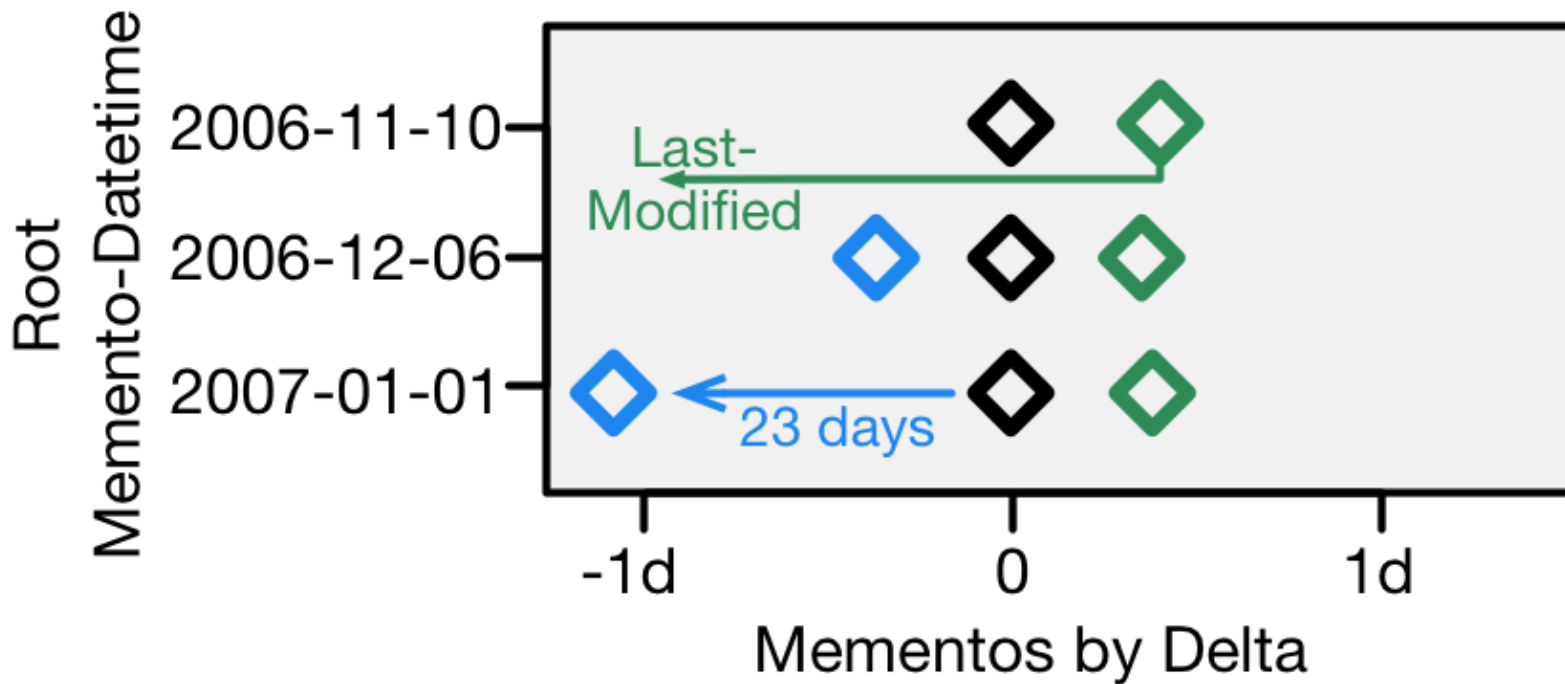 Root
Memento-Datetime
2006-11-10
Last-
Modified
2006-12-06
2007-01-01
23 days
-1d
0
1d
Mementos by Delta